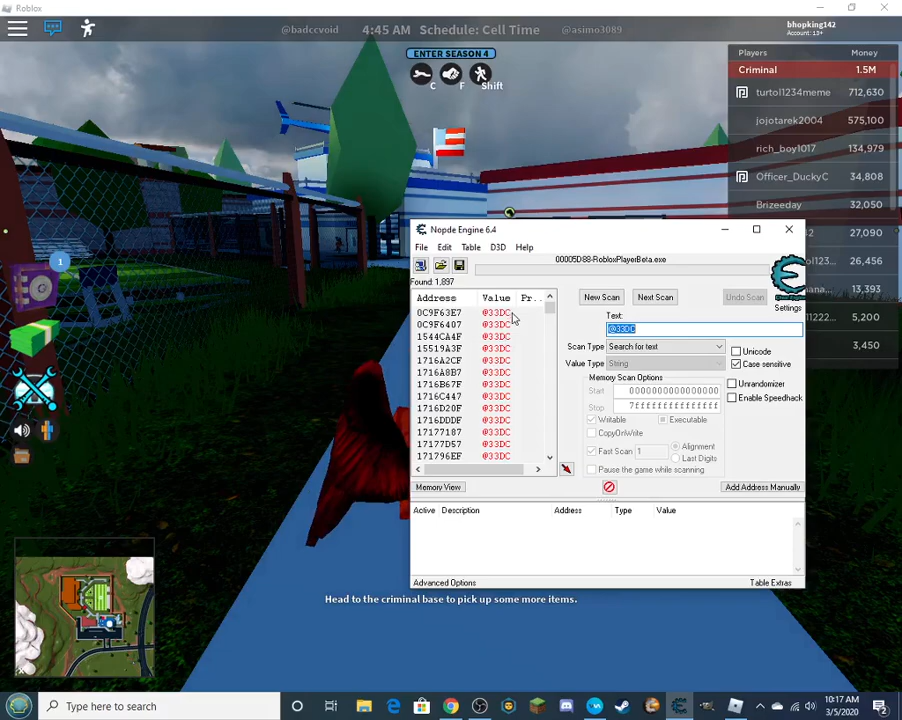 Roblox
@badccvoid
4:45 AM Schedule: Cell Time
@asimo3089
bhopking142
Account: 13+
ENTER SEASON 4
C
F
Shift
Players
Money
Criminal 1.5M
turtol1234meme 712,630
jojotarek2004 575,100
rich_boy1017 134,979
Officer_DuckyC 34,808
Brizeeday 32,050
27,090
26,456
13,393
5,200
3,450
1
Nopde Engine 6.4
File Edit Table D3D Help
00005D88-RobloxPlayerBeta.exe
Found: 1,897
Address Value Pr...
0C9F63E7 @33DC
0C9F6407 @33DC
1544CA4F @33DC
15519A3F @33DC
1716A2CF @33DC
1716A8B7 @33DC
1716B67F @33DC
1716C447 @33DC
1716D20F @33DC
1716DDDF @33DC
17177187 @33DC
17177D57 @33DC
171796EF @33DC
New Scan Next Scan Undo Scan
Settings
Text:
@33DC
Scan Type Search for text
Value Type String
Unicode
Case sensitive
Memory Scan Options
Start 0000000000000000
Stop 7fffffffffffffff
Writable Executable
CopyOnWrite
Fast Scan 1
Alignment
Last Digits
Pause the game while scanning
Unrandomizer
Enable Speedhack
Memory View
Add Address Manually
Active Description Address Type Value
Advanced Options
Table Extras
Head to the criminal base to pick up some more items.
Type here to search
10:17 AM
3/5/2020
2